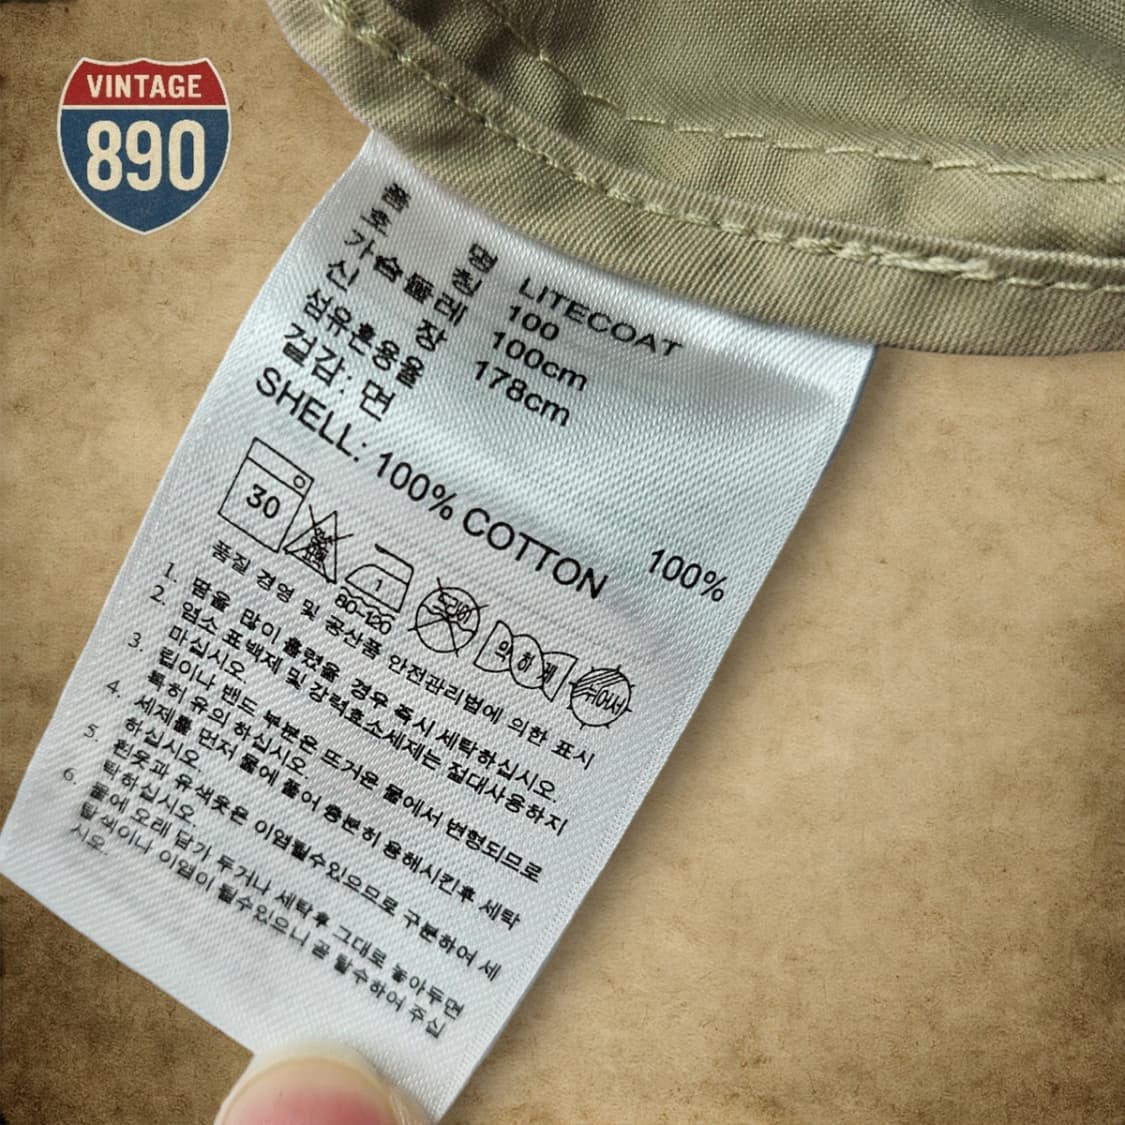 VINTAGE
890
품 명 LITECOAT
호 칭 100
가슴둘레 100cm
신 장 178cm
섬유혼용율
겉감: 면 100%
SHELL: 100% COTTON
30
1
80-120
드라이
약하게
뉘어서
품질 경영 및 공산품 안전관리법에 의한 표시
1. 땀을 많이 흘렸을 경우 즉시 세탁하십시오.
2. 염소 표백제 및 강력효소세제는 절대사용하지
마십시오.
3. 립이나 밴드 부분은 뜨거운 물에서 변형되므로
특히 유의 하십시오.
4. 세제를 먼저 물에 풀어 충분히 용해시킨후 세탁
하십시오.
5. 흰옷과 유색옷은 이염될수있으므로 구분하여 세
탁하십시오.
6. 물에 오래 담가 두거나 세탁후 그대로 놓아두면
탈색이나 이염이 될수있으니 곧 탈수하여 주십
시오.